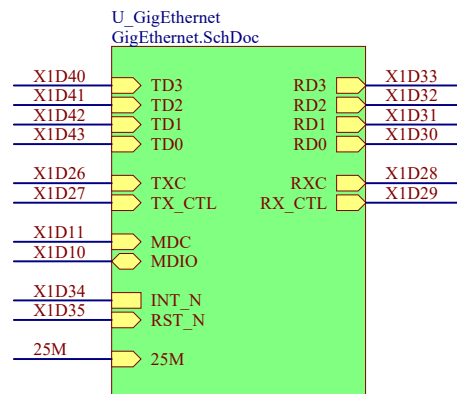 U_GigEthernet
GigEthernet.SchDoc
X1D40 TD3 RD3 X1D33
X1D41 TD2 RD2 X1D32
X1D42 TD1 RD1 X1D31
X1D43 TD0 RD0 X1D30
X1D26 TXC RXC X1D28
X1D27 TX_CTL RX_CTL X1D29
X1D11 MDC
X1D10 MDIO
X1D34 INT_N
X1D35 RST_N
25M 25M